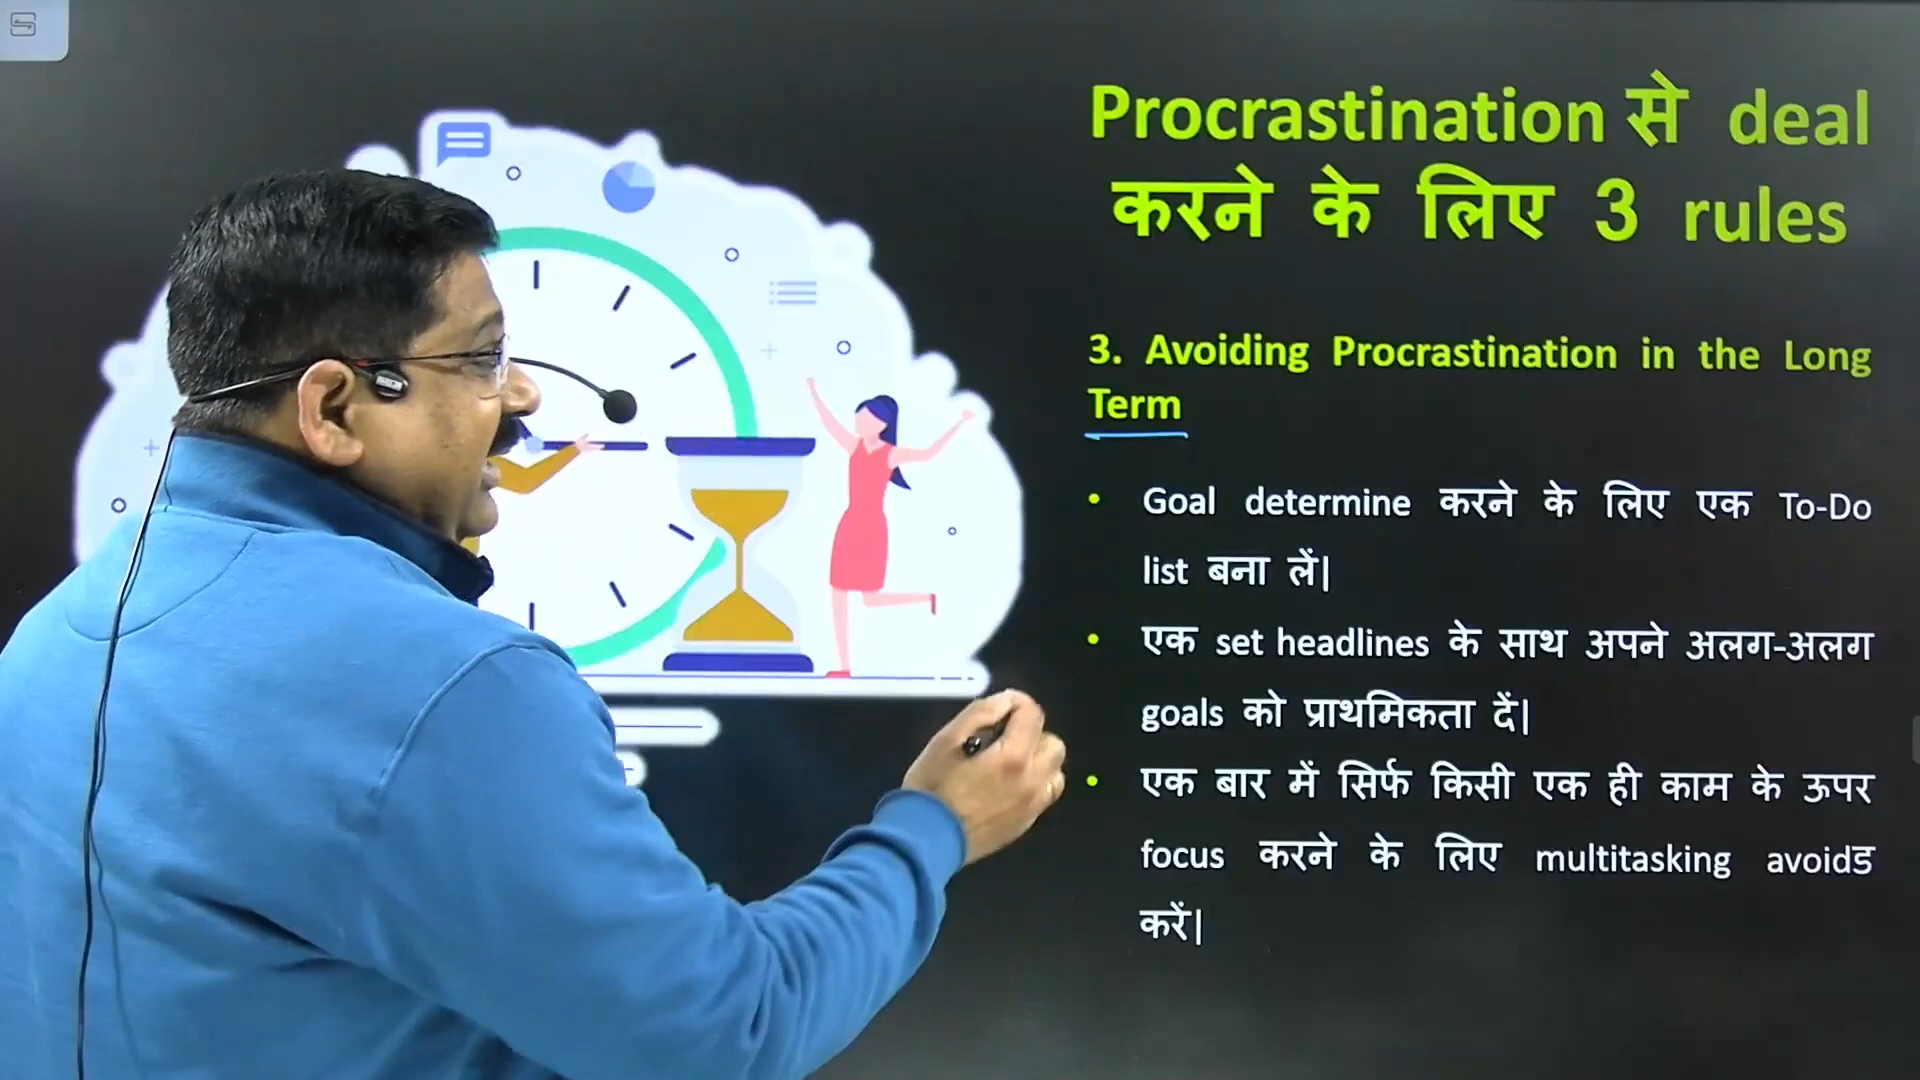 Procrastination से deal
करने के लिए 3 rules
3. Avoiding Procrastination in the Long
Term
• Goal determine करने के लिए एक To-Do
list बना लें|
• एक set headlines के साथ अपने अलग-अलग
goals को प्राथमिकता दें|
• एक बार में सिर्फ किसी एक ही काम के ऊपर
focus करने के लिए multitasking avoidड
करें|